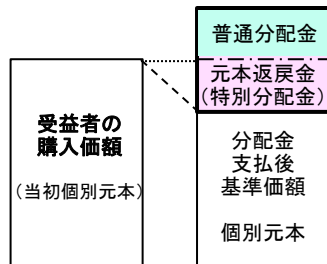 普通分配金
元本返戻金
(特別分配金)
受益者の
購入価額
(当初個別元本)
分配金
支払後
基準価額
個別元本